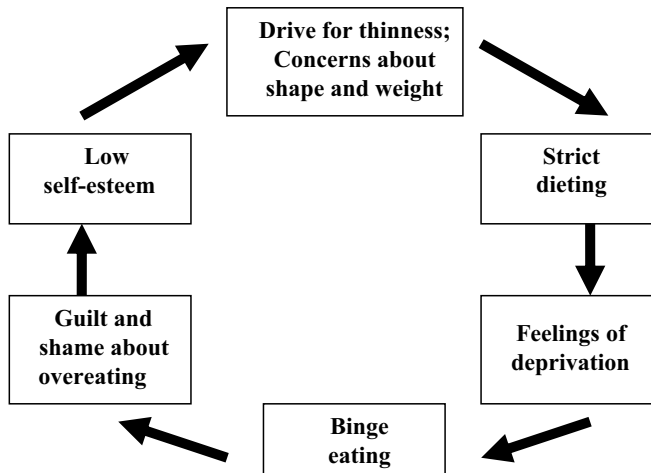 Drive for thinness;
Concerns about
shape and weight
Low
self-esteem
Strict
dieting
Guilt and
shame about
overeating
Feelings of
deprivation
Binge
eating